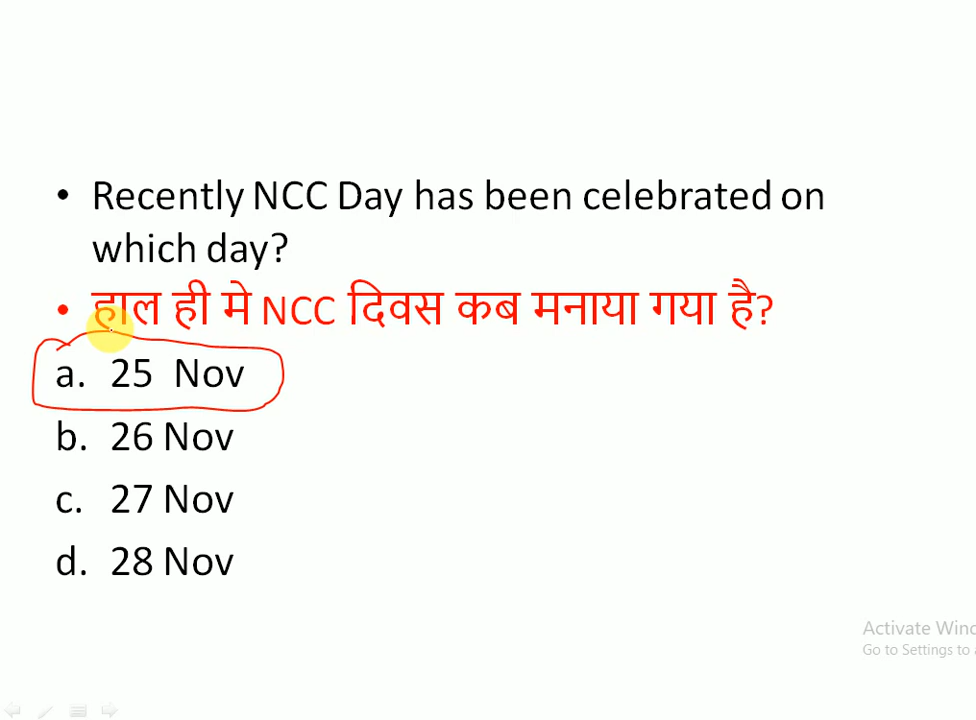 • Recently NCC Day has been celebrated on
which day?
• हाल ही मे NCC दिवस कब मनाया गया है?
a. 25 Nov
b. 26 Nov
c. 27 Nov
d. 28 Nov
Activate Winc
Go to Settings to a